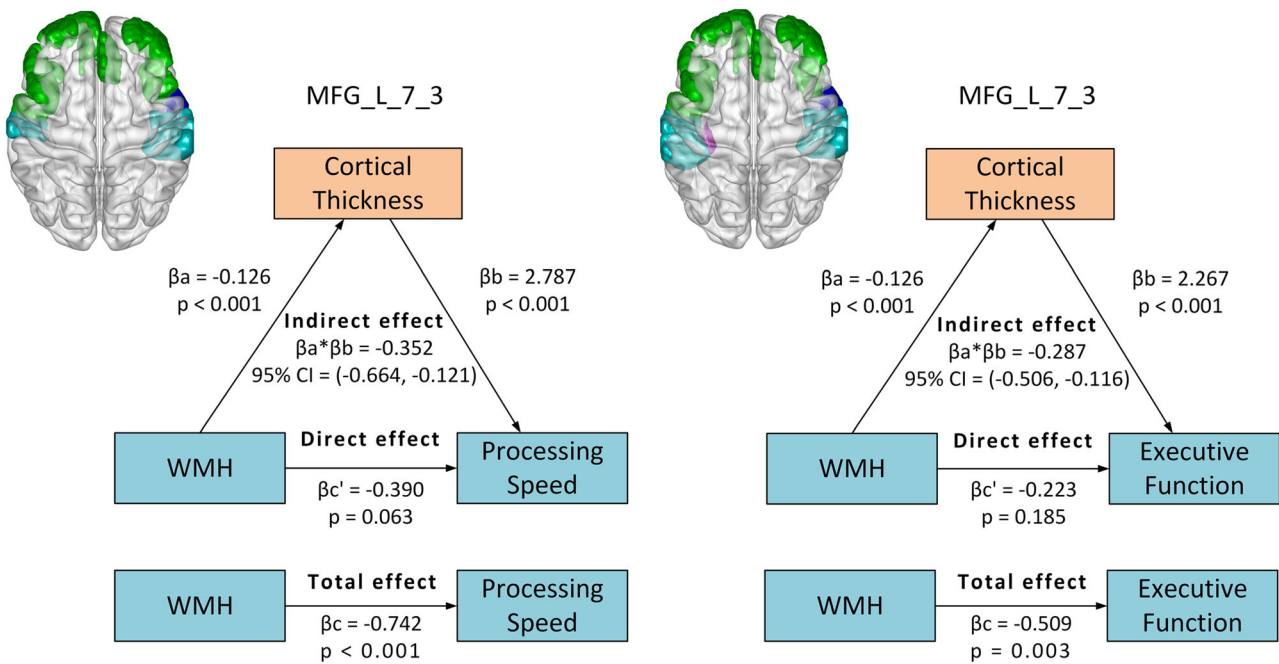 MFG_L_7_3
Cortical
Thickness
βa = -0.126
p < 0.001
βb = 2.787
p < 0.001
Indirect effect
βa*βb = -0.352
95% CI = (-0.664, -0.121)
WMH
Direct effect
βc' = -0.390
p = 0.063
Processing
Speed
WMH
Total effect
βc = -0.742
p < 0.001
Processing
Speed
MFG_L_7_3
Cortical
Thickness
βa = -0.126
p < 0.001
βb = 2.267
p < 0.001
Indirect effect
βa*βb = -0.287
95% CI = (-0.506, -0.116)
WMH
Direct effect
βc' = -0.223
p = 0.185
Executive
Function
WMH
Total effect
βc = -0.509
p = 0.003
Executive
Function